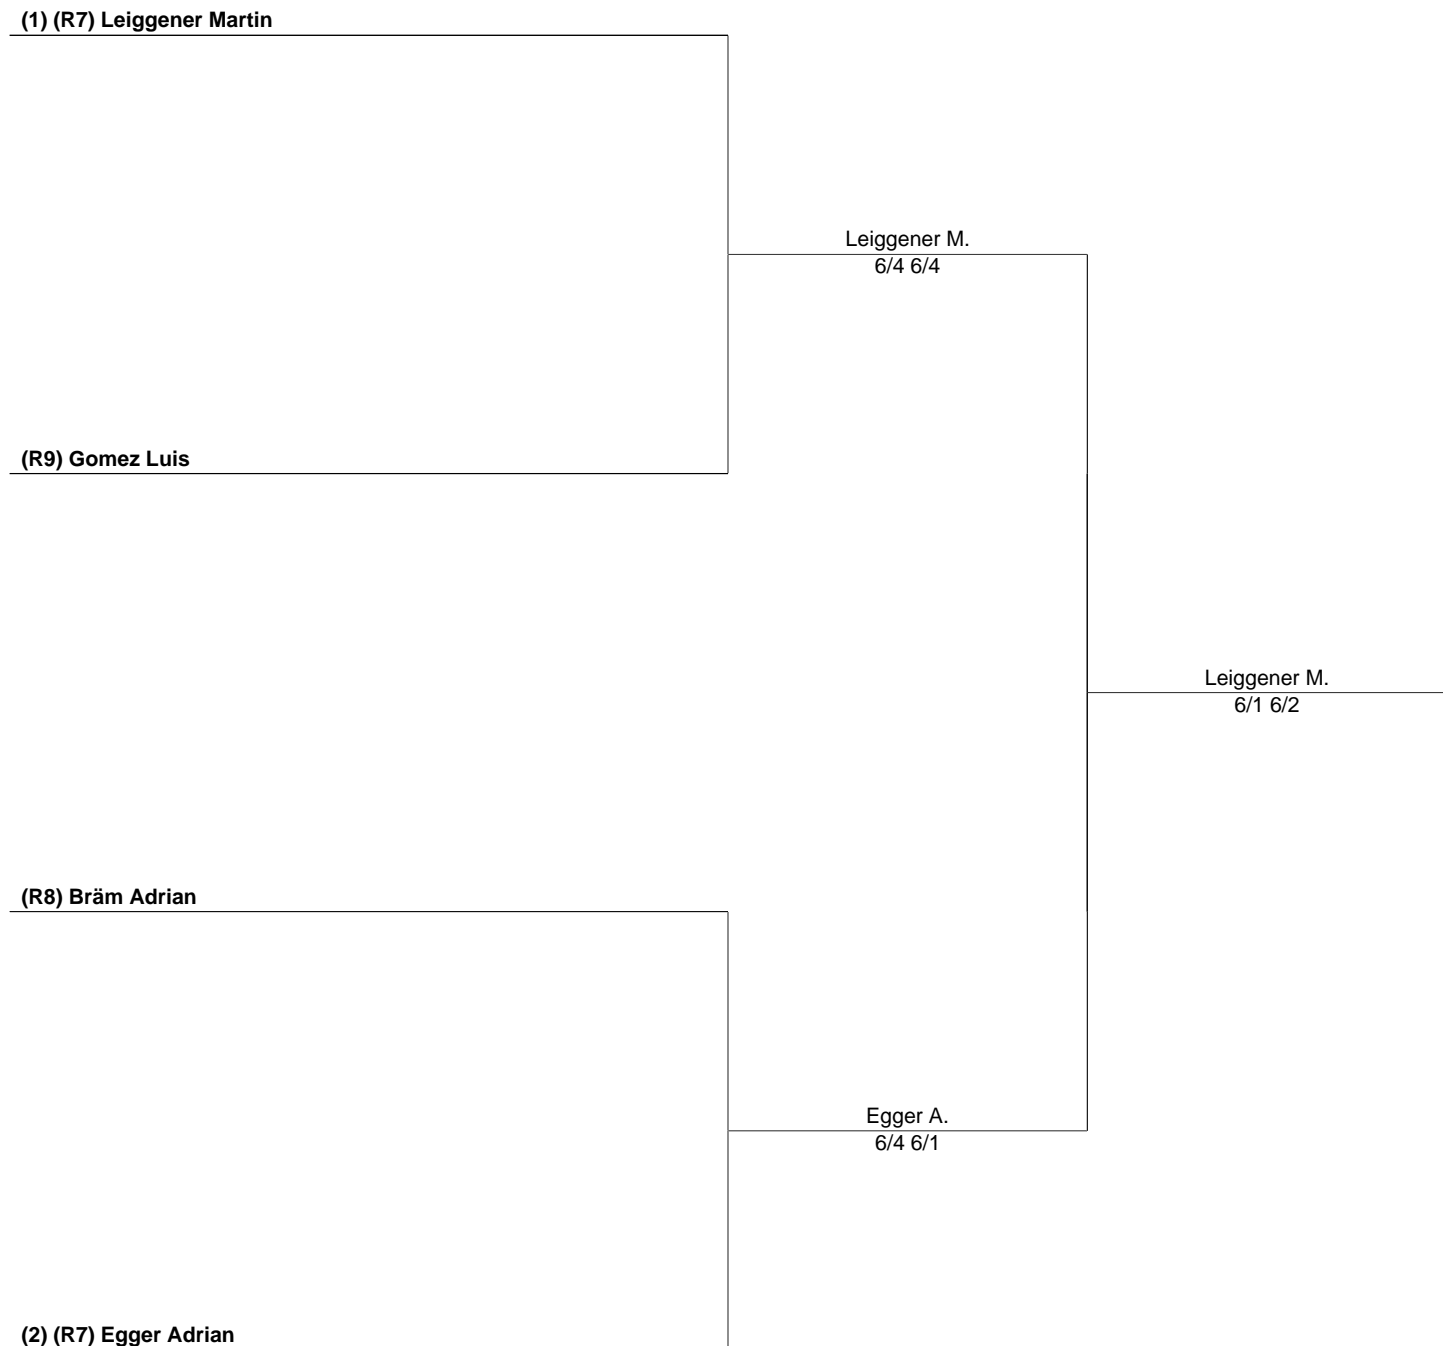 (1) (R7) Leiggener Martin
Leiggener M.
6/4 6/4
(R9) Gomez Luis
Leiggener M.
6/1 6/2
(R8) Bräm Adrian
Egger A.
6/4 6/1
(2) (R7) Egger Adrian